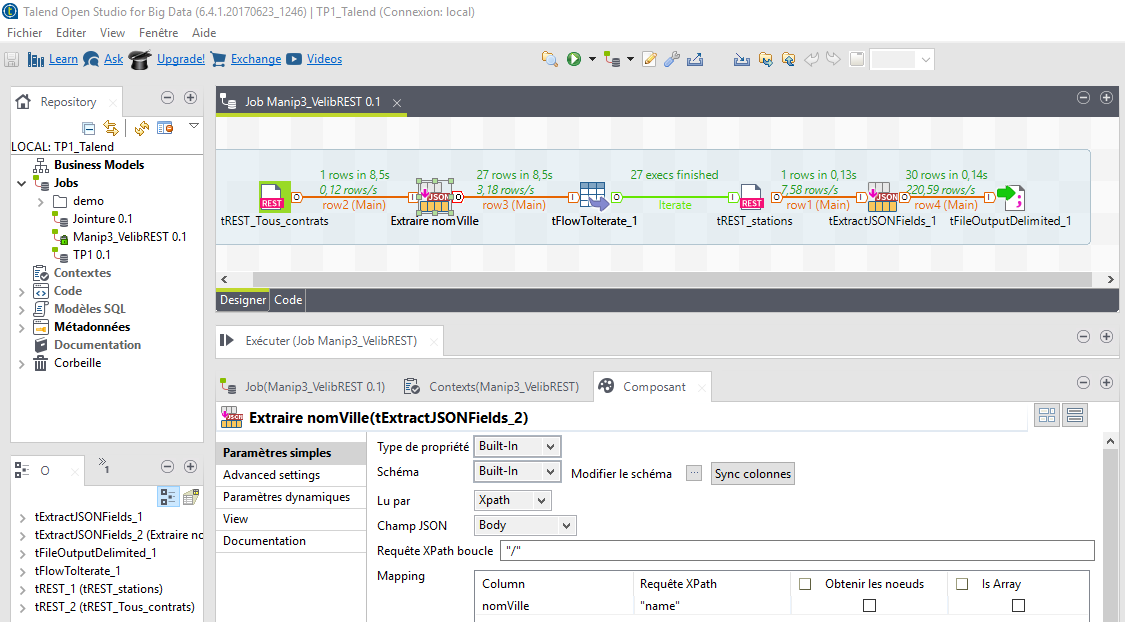 Talend Open Studio for Big Data (6.4.1.20170623_1246) | TP1_Talend (Connexion: local)
Fichier Editer View Fenêtre Aide
Learn Ask Upgrade! Exchange Videos
Repository
LOCAL: TP1_Talend
Business Models
Jobs
demo
Jointure 0.1
Manip3_VelibREST 0.1
TP1 0.1
Contextes
Code
Modèles SQL
Métadonnées
Documentation
Corbeille
Job Manip3_VelibREST 0.1
1 rows in 8,5s
0,12 rows/s
row2 (Main)
27 rows in 8,5s
3,18 rows/s
row3 (Main)
27 execs finished
Iterate
1 rows in 0,13s
7,58 rows/s
row1 (Main)
30 rows in 0,14s
220,59 rows/s
row4 (Main)
REST
JSON
REST
JSON
tREST_Tous_contrats
Extraire nomVille
tFlowToIterate_1
tREST_stations
tExtractJSONFields_1
tFileOutputDelimited_1
Designer Code
Exécuter (Job Manip3_VelibREST)
Job(Manip3_VelibREST 0.1) Contexts(Manip3_VelibREST) Composant
Extraire nomVille(tExtractJSONFields_2)
Paramètres simples
Advanced settings
Paramètres dynamiques
View
Documentation
Type de propriété Built-In
Schéma Built-In Modifier le schéma ... Sync colonnes
Lu par Xpath
Champ JSON Body
Requête XPath boucle "/"
Mapping
Column Requête XPath Obtenir les noeuds Is Array
nomVille "name"
O
1
tExtractJSONFields_1
tExtractJSONFields_2 (Extraire no
tFileOutputDelimited_1
tFlowToIterate_1
tREST_1 (tREST_stations)
tREST_2 (tREST_Tous_contrats)